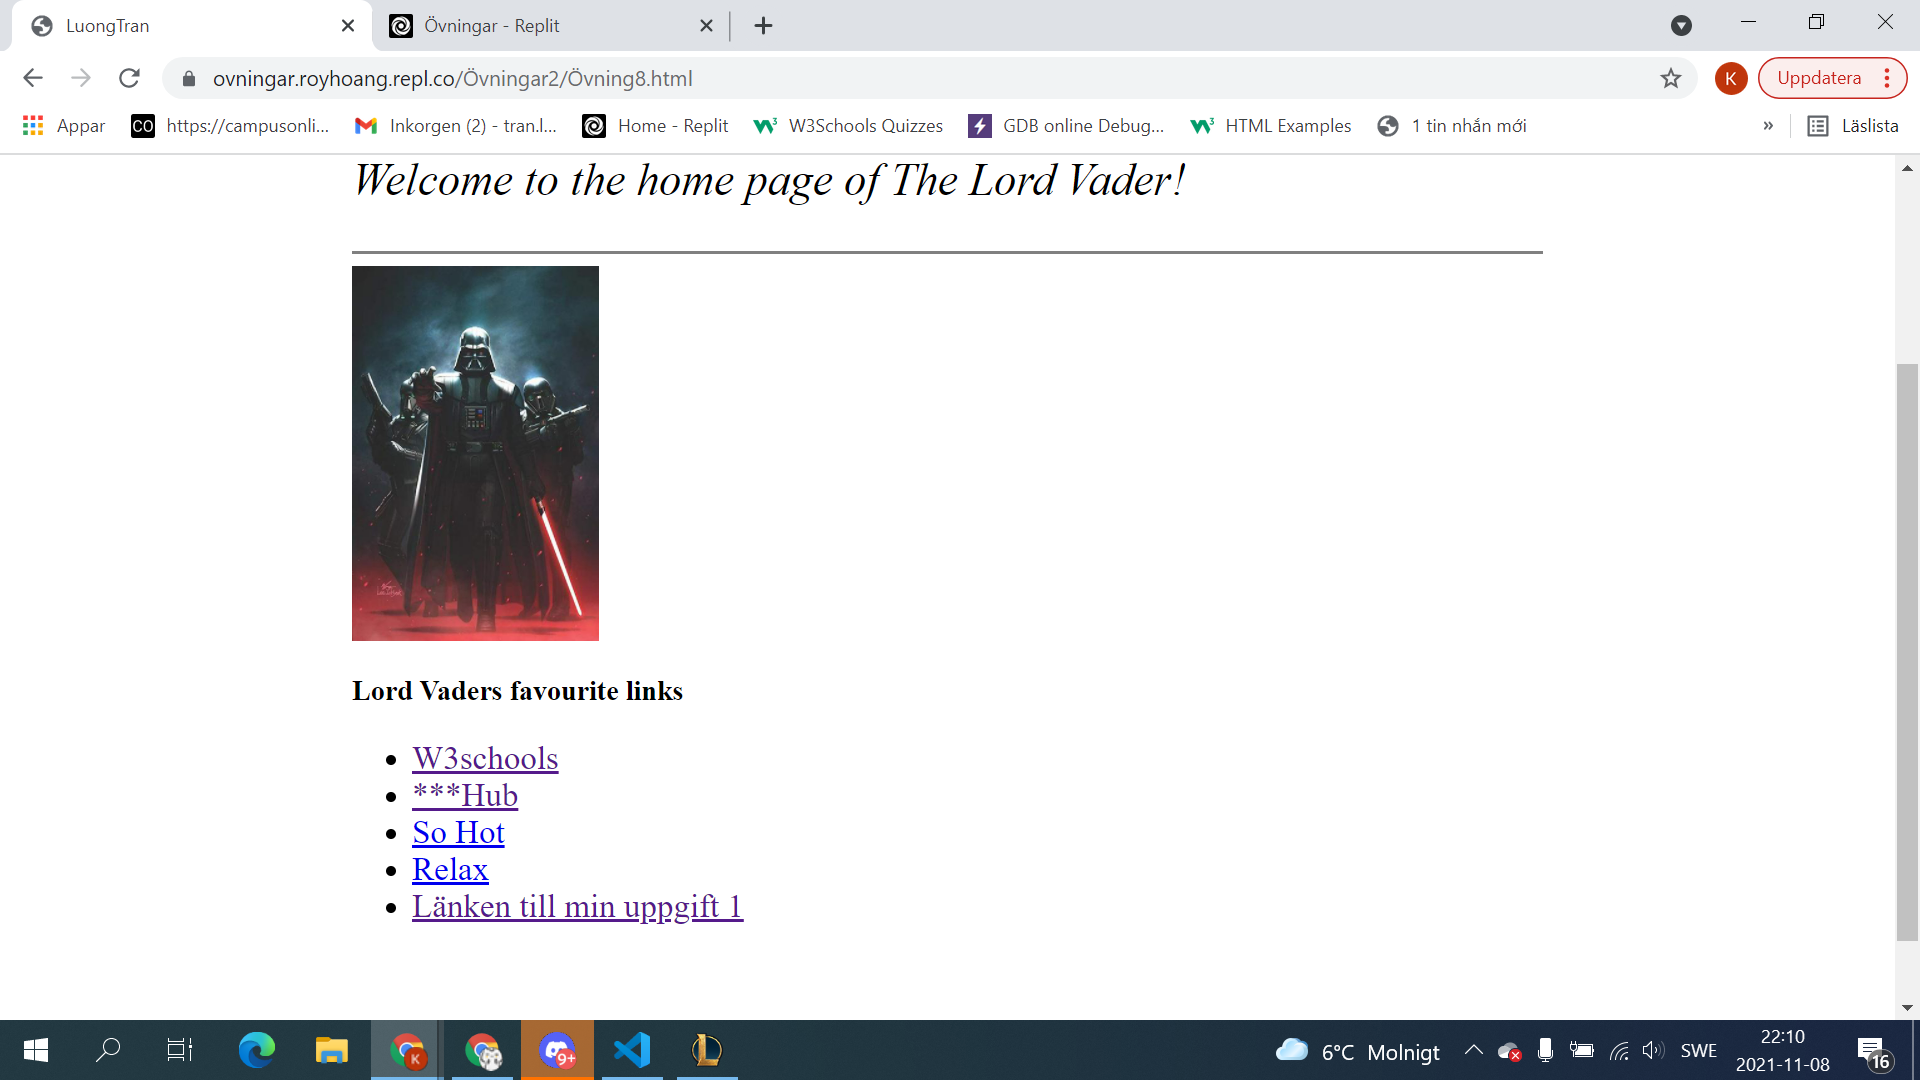 LuongTran
Övningar - Replit
ovningar.royhoang.repl.co/Övningar2/Övning8.html
K
Uppdatera
Appar
CO
https://campusonli...
Inkorgen (2) - tran.l...
Home - Replit
W3Schools Quizzes
GDB online Debug...
HTML Examples
1 tin nhắn mới
»
Läslista
Welcome to the home page of The Lord Vader!
Lord Vaders favourite links
W3schools
***Hub
So Hot
Relax
Länken till min uppgift 1
K
9+
6°C Molnigt
SWE
22:10
2021-11-08
16